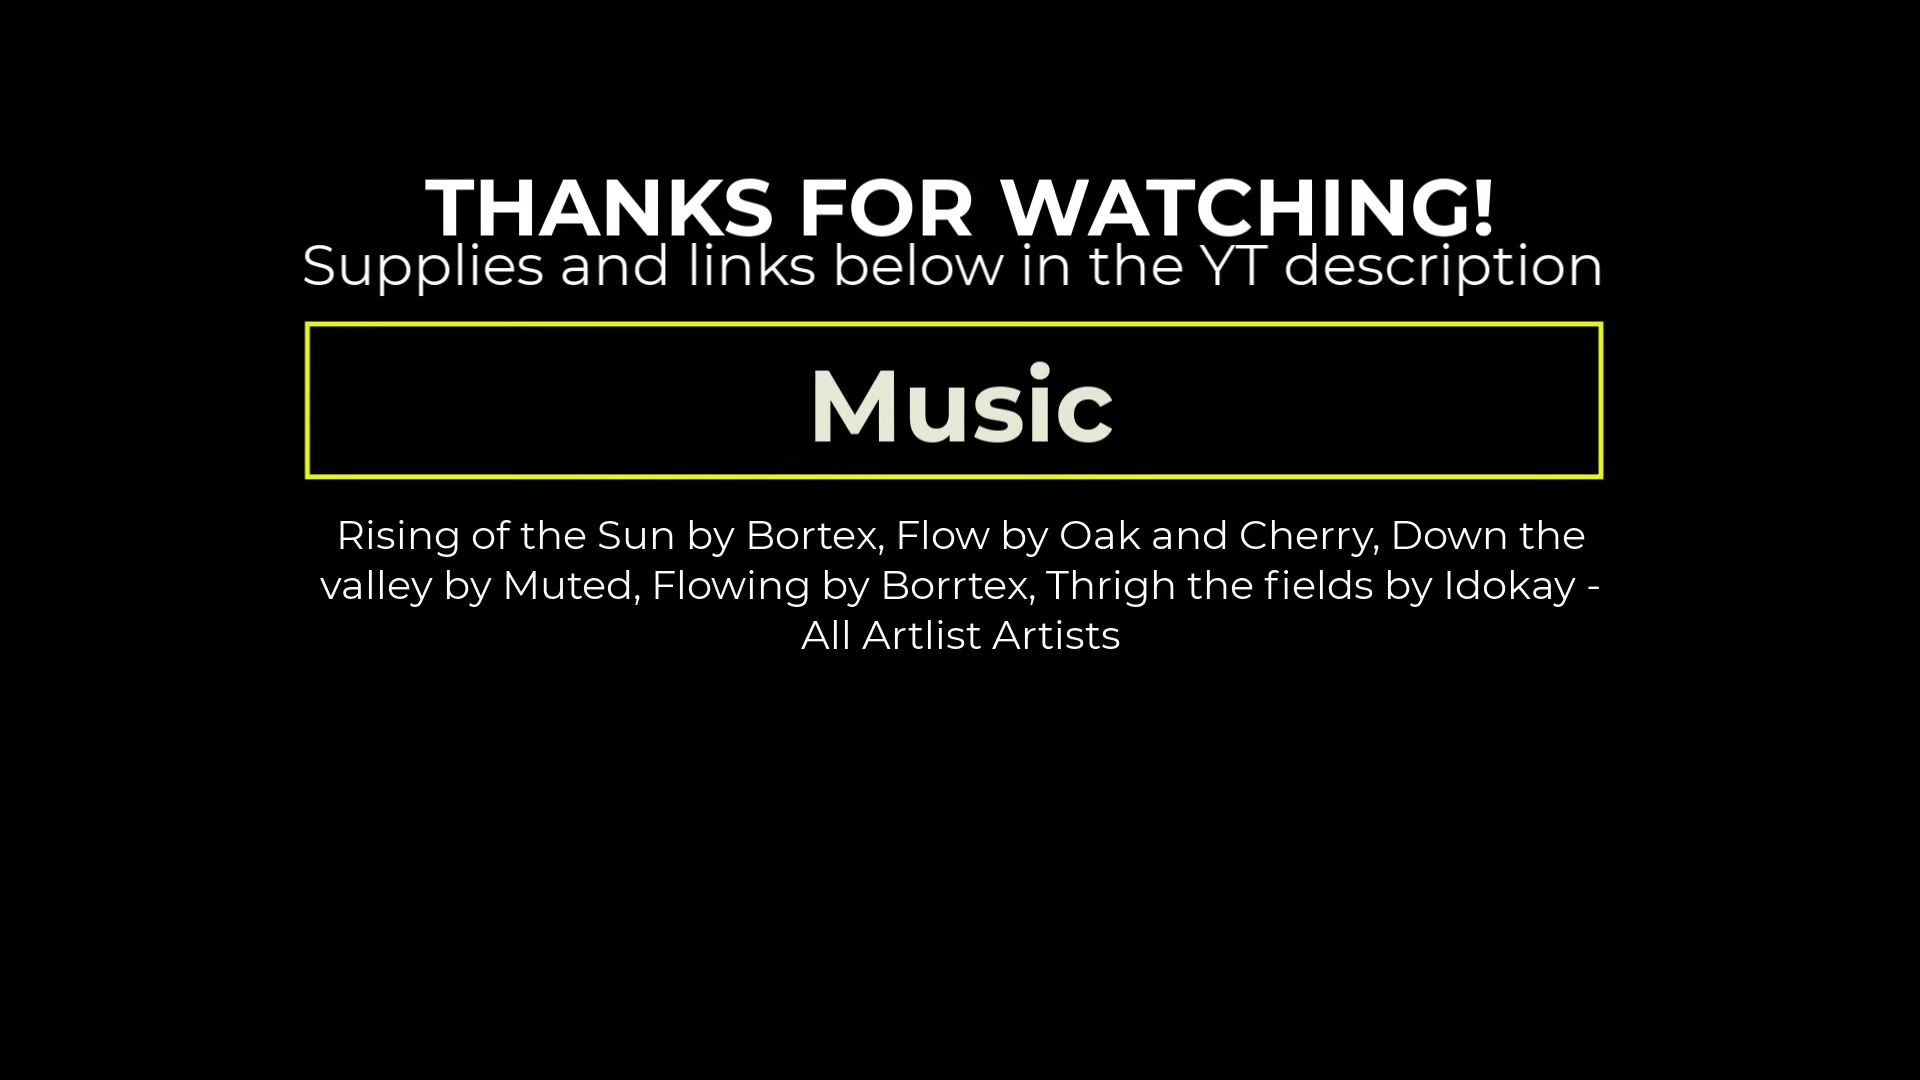 THANKS FOR WATCHING!
Supplies and links below in the YT description
Music
Rising of the Sun by Bortex, Flow by Oak and Cherry, Down the
valley by Muted, Flowing by Borrtex, Thrigh the fields by Idokay -
All Artlist Artists